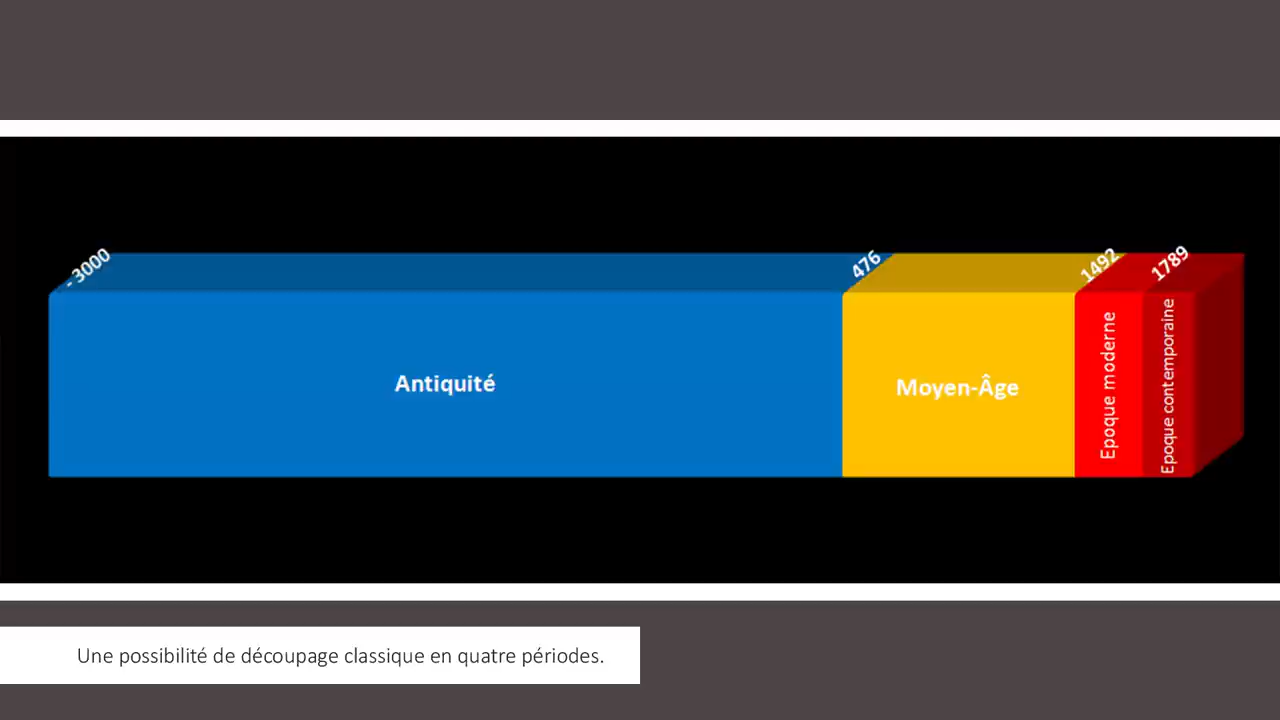 - 3000
476
1492
1789
Antiquité
Moyen-Âge
Epoque moderne
Epoque contemporaine
Une possibilité de découpage classique en quatre périodes.